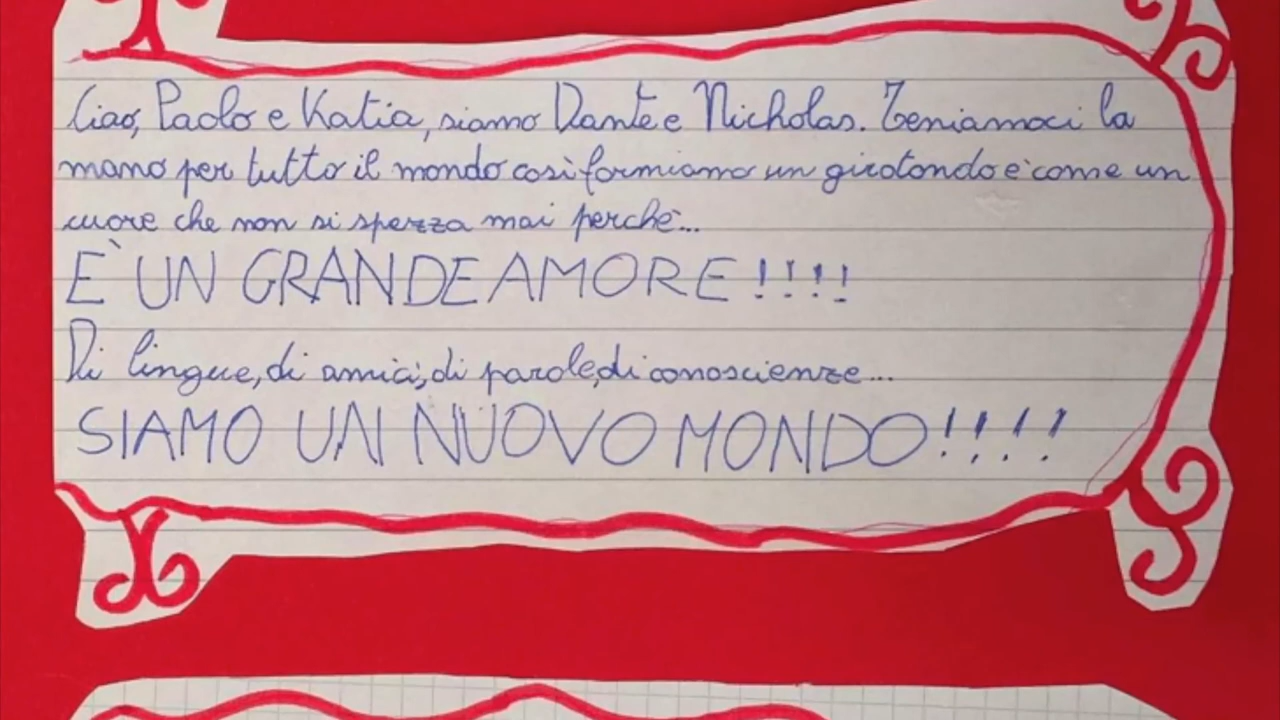 Ciao, Paolo e Katia, siamo Dante e Nicholas. Teniamoci la
mano per tutto il mondo così formiamo un girotondo è come un
cuore che non si spezza mai perchè...
E' UN GRANDE AMORE!!!!
Di lingue, di amici, di parole, di conoscienze...
SIAMO UN NUOVO MONDO!!!!